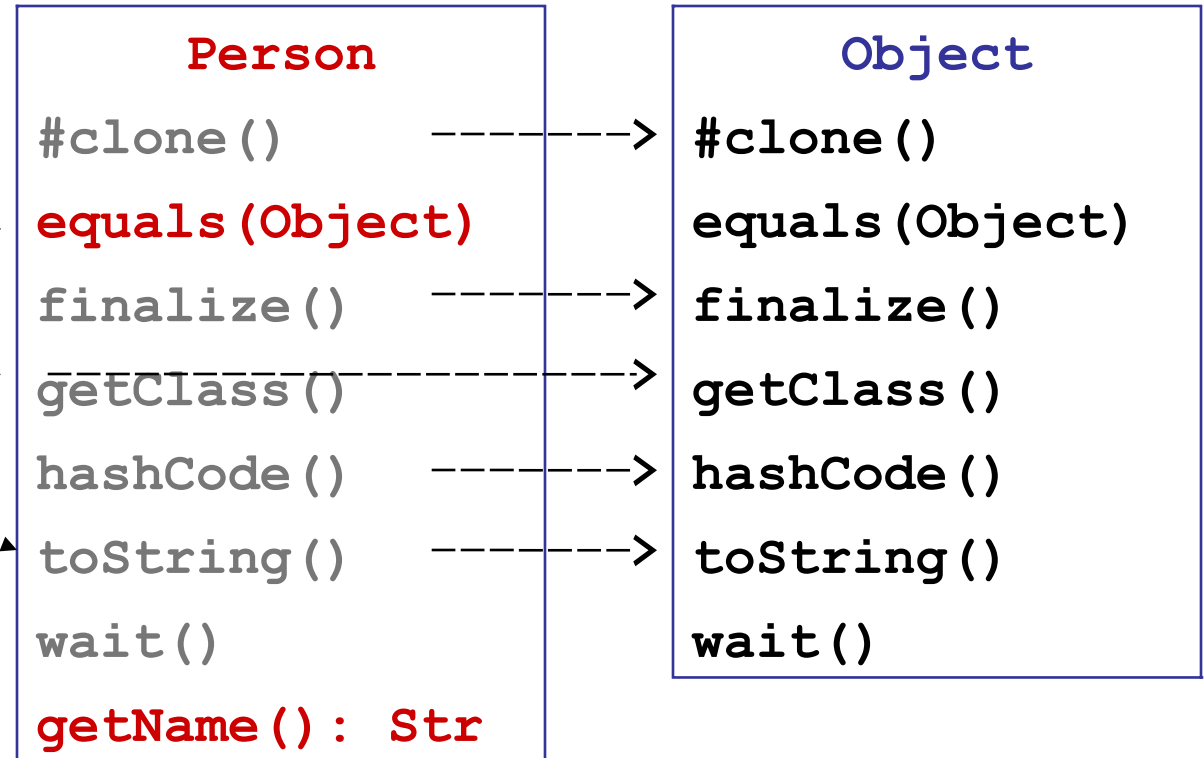 Person
#clone()
equals(Object)
finalize()
getClass()
hashCode()
toString()
wait()
getName(): Str
Object
#clone()
equals(Object)
finalize()
getClass()
hashCode()
toString()
wait()